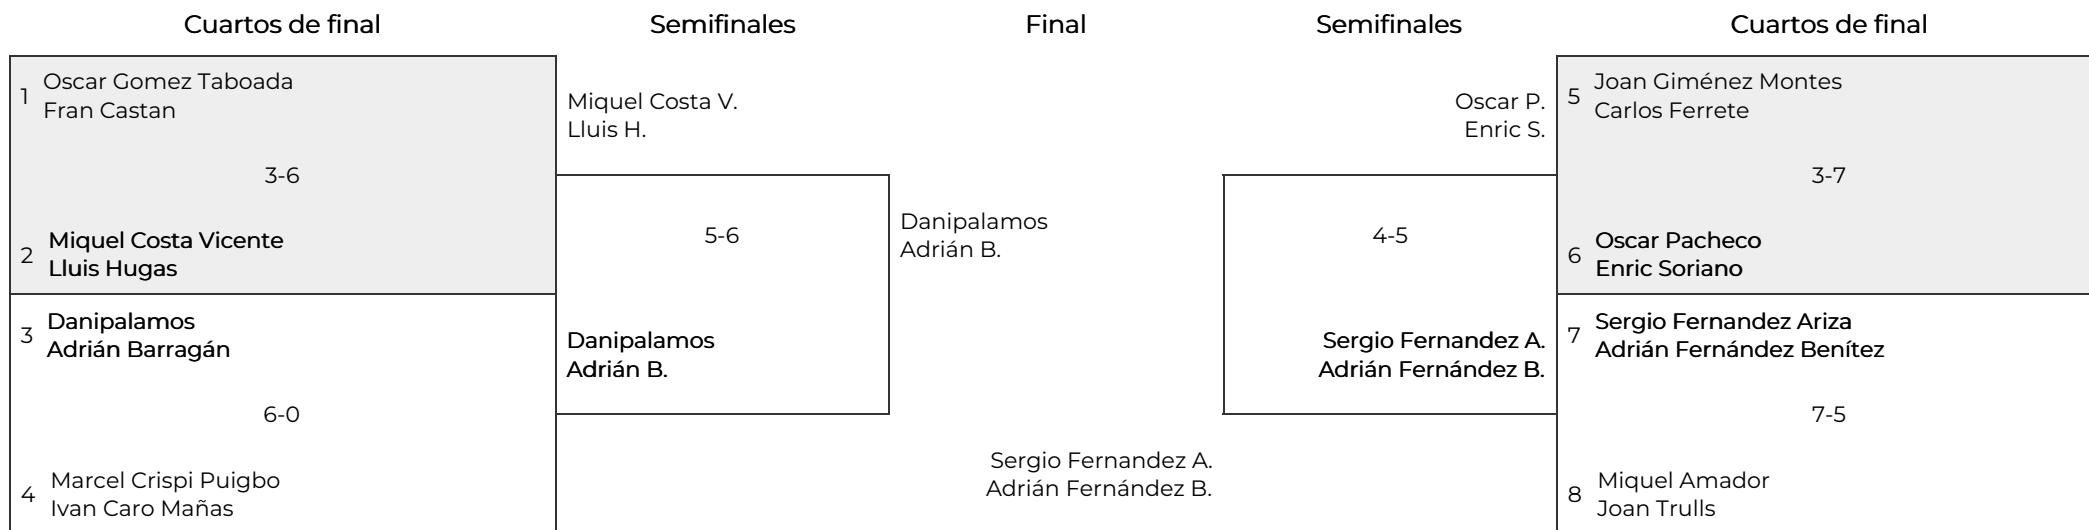 Cuartos de final
Semifinales
Final
Semifinales
Cuartos de final
1
Oscar Gomez Taboada
Fran Castan
3-6
2
Miquel Costa Vicente
Lluis Hugas
3
Danipalamos
Adrián Barragán
6-0
4
Marcel Crispi Puigbo
Ivan Caro Mañas
Miquel Costa V.
Lluis H.
5-6
Danipalamos
Adrián B.
Danipalamos
Adrián B.
Sergio Fernandez A.
Adrián Fernández B.
Oscar P.
Enric S.
4-5
Sergio Fernandez A.
Adrián Fernández B.
5
Joan Giménez Montes
Carlos Ferrete
3-7
6
Oscar Pacheco
Enric Soriano
7
Sergio Fernandez Ariza
Adrián Fernández Benítez
7-5
8
Miquel Amador
Joan Trulls